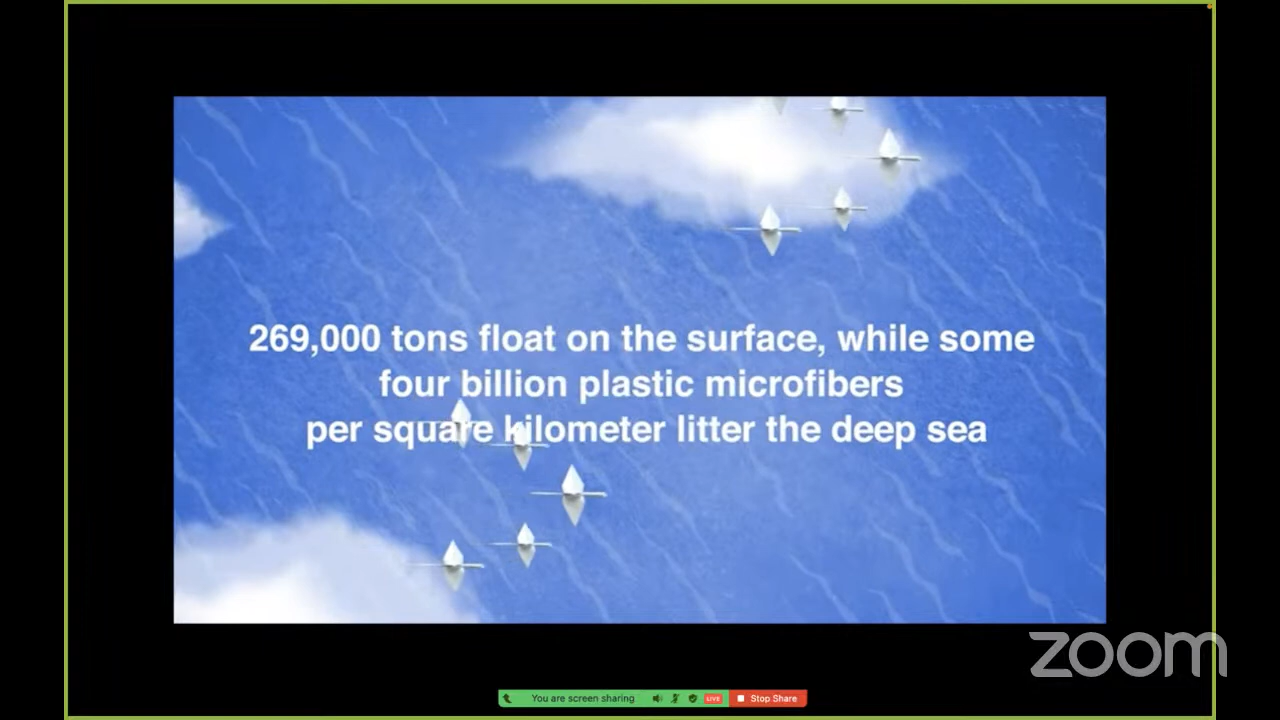 269,000 tons float on the surface, while some
four billion plastic microfibers
per square kilometer litter the deep sea
zoom
You are screen sharing
LIVE
Stop Share